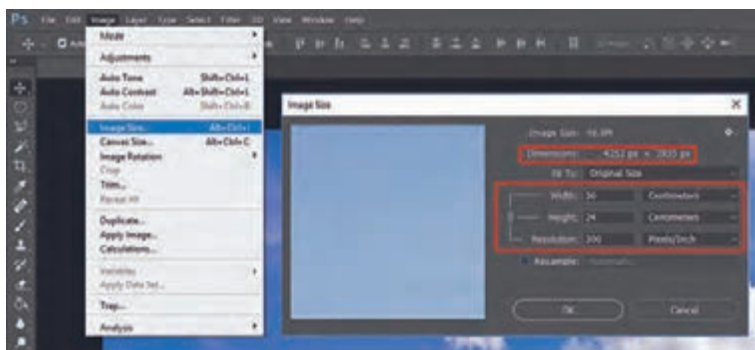 Ps File Edit Image Layer Type Select Filter 3D View Window Help
Mode
Adjustments
Auto Tone Shift+Ctrl+L
Auto Contrast Alt+Shift+Ctrl+L
Auto Color Shift+Ctrl+B
Image Size... Alt+Ctrl+I
Canvas Size... Alt+Ctrl+C
Image Rotation
Crop
Trim...
Reveal All
Duplicate...
Apply Image...
Calculations...
Variables
Apply Data Set...
Trap...
Analysis
Image Size
Image Size:
Dimensions: 4252 px × 2835 px
Fit To: Original Size
Width: Centimeters
Height: 24 Centimeters
Resolution: 300 Pixels/Inch
Resample: Automatic
OK Cancel